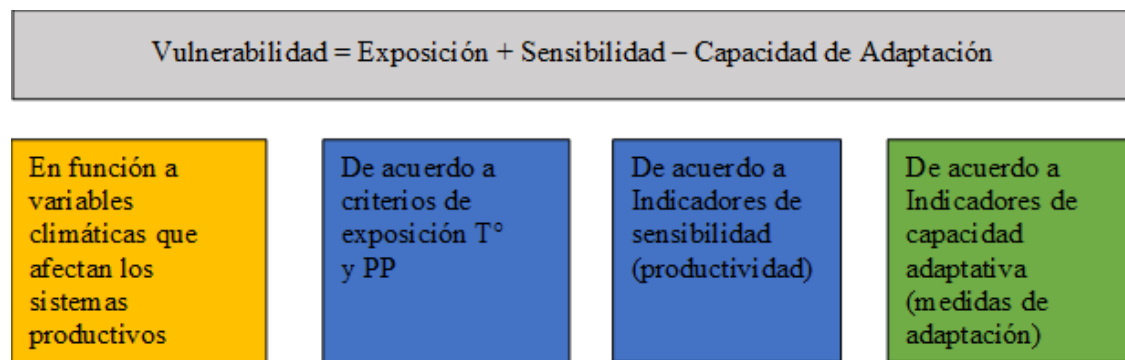 Vulnerabilidad = Exposición + Sensibilidad – Capacidad de Adaptación
En función a
variables
climáticas que
afectan los
sistemas
productivos
De acuerdo a
criterios de
exposición T°
y PP
De acuerdo a
Indicadores de
sensibilidad
(productividad)
De acuerdo a
Indicadores de
capacidad
adaptativa
(medidas de
adaptación)